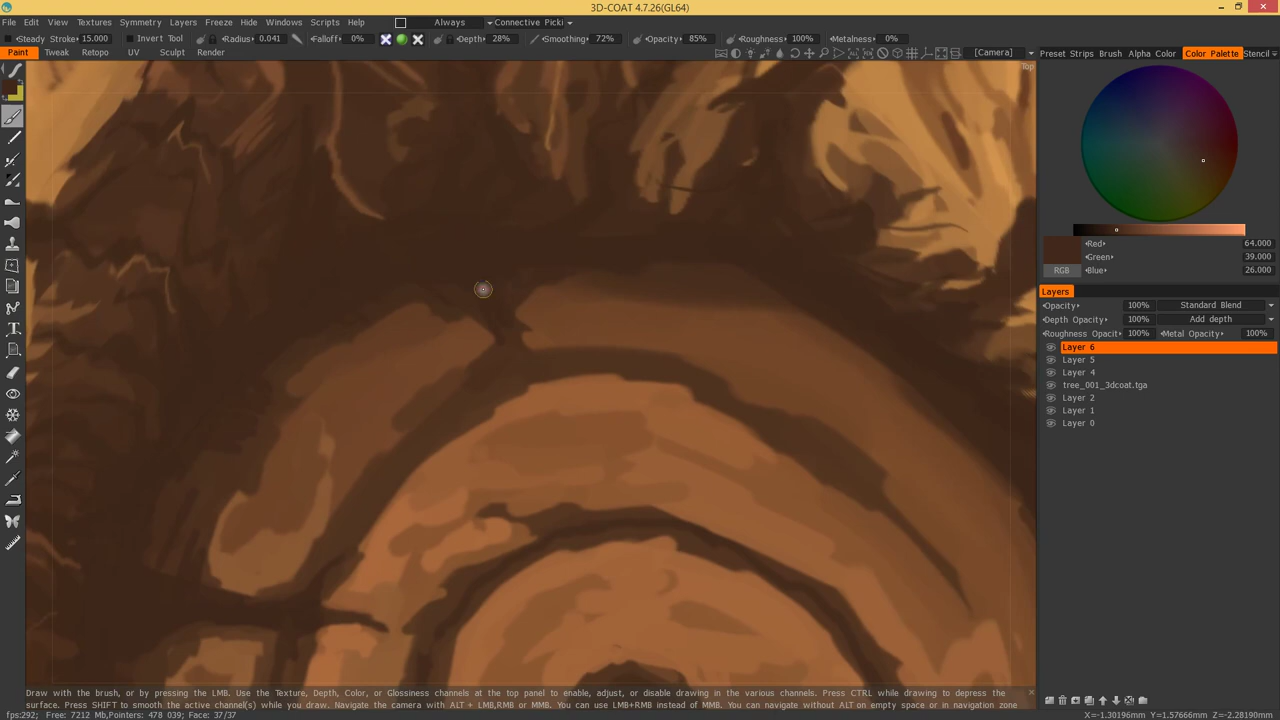 3D-COAT 4.7.26(GL64)
File Edit View Textures Symmetry Layers Freeze Hide Windows Scripts Help Always Connective Picki
Steady Stroke 15.000 Invert Tool Radius 0.041 Falloff 0% Depth 28% Smoothing 72% Opacity 85% Roughness 100% Metalness 0%
Paint Tweak Retopo UV Sculpt Render [Camera] Preset Strips Brush Alpha Color Color Palette Stencil
Top
Red 64.000
Green 39.000
RGB Blue 26.000
Layers
Opacity 100% Standard Blend
Depth Opacity 100% Add depth
Roughness Opacit 100% Metal Opacity 100%
Layer 6
Layer 5
Layer 4
tree_001_3dcoat.tga
Layer 2
Layer 1
Layer 0
Draw with the brush, or by pressing the LMB. Use the Texture, Depth, Color, or Glossiness channels at the top panel to enable, adjust, or disable drawing in the various channels. Press CTRL while drawing to depress the
surface. Press SHIFT to smooth the active channel(s) while you draw. Navigate the camera with ALT + LMB,RMB or MMB. You can use LMB+RMB instead of MMB. You can navigate without ALT on empty space or in navigation zone
fps:292; Free: 7212 Mb,Pointers: 478 039; Face: 37/37 X=-1.30196mm Y=1.57666mm Z=-2.28190mm